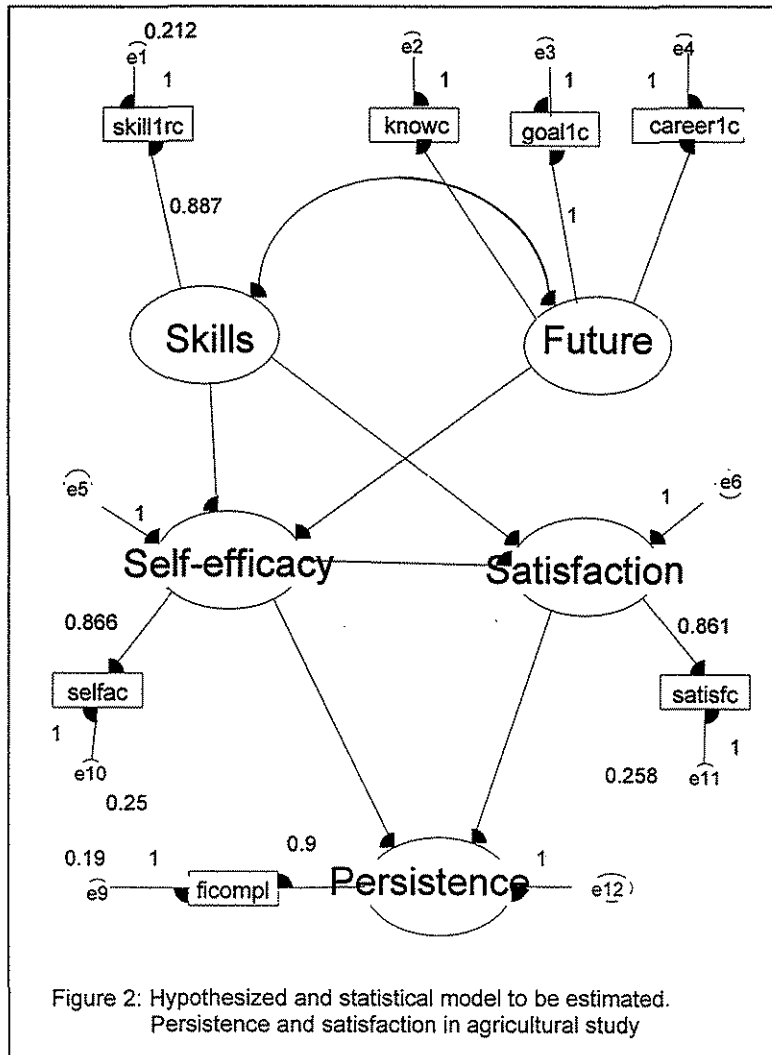 0.212
e1 e2 e3 e4
1 1 1 1
skill1rc knowc goal1c career1c
0.887 1
Skills Future
e5 e6
1 1
Self-efficacy Satisfaction
0.866 0.861
selfac satisfc
1 1
e10 0.258 e11
0.25
0.19 1 0.9 1
e9 ficompl Persistence e12
Figure 2: Hypothesized and statistical model to be estimated.
Persistence and satisfaction in agricultural study